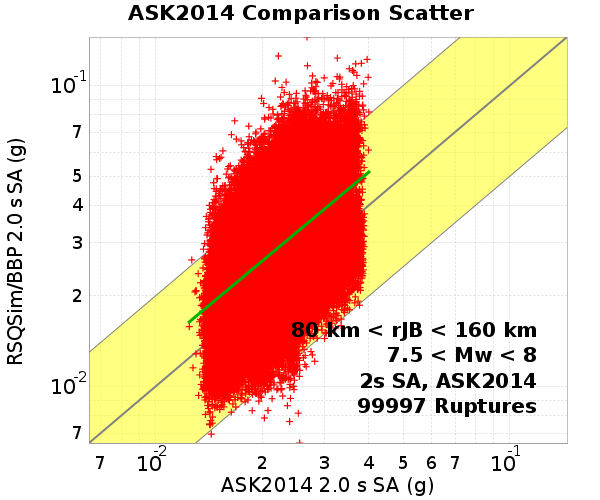 ASK2014 Comparison Scatter
RSQSim/BBP 2.0 s SA (g)
10-1
7
5
4
3
2
10-2
7
80 km < rJB < 160 km
7.5 < Mw < 8
2s SA, ASK2014
99997 Ruptures
7 10-2 2 3 4 5 6 7 10-1
ASK2014 2.0 s SA (g)